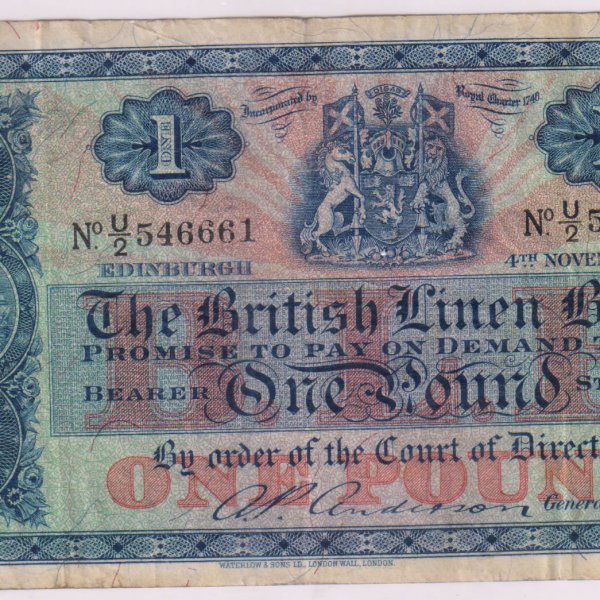 Incorporated by Royal Charter 1746
1
ONE
No U/2 546661
No. U/2 5
EDINBURGH
4TH NOVEM
The British Linen B
PROMISE TO PAY ON DEMAND T
BEARER One Pound ST
By order of the Court of Direct
ONE POUN
A.P. Anderson
General
WATERLOW & SONS LD., LONDON WALL, LONDON.